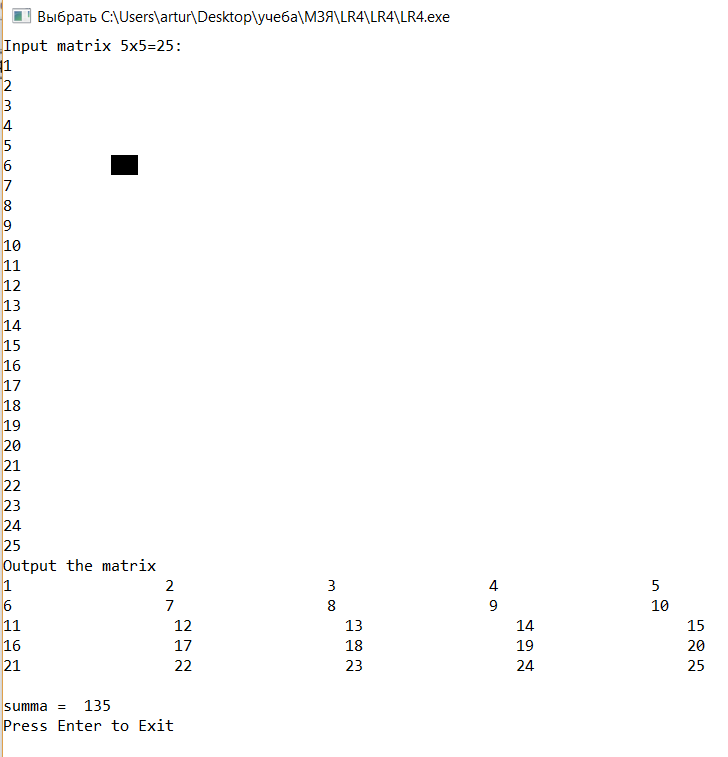 Выбрать C:\Users\artur\Desktop\учеба\МЗЯ\LR4\LR4\LR4.exe
Input matrix 5x5=25:
1
2
3
4
5
6
7
8
9
10
11
12
13
14
15
16
17
18
19
20
21
22
23
24
25
Output the matrix
1 2 3 4 5
6 7 8 9 10
11 12 13 14 15
16 17 18 19 20
21 22 23 24 25
summa = 135
Press Enter to Exit